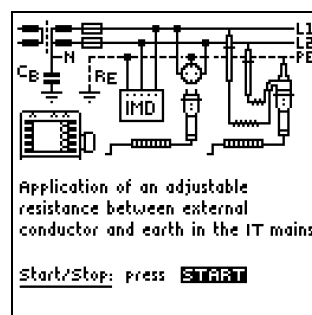 L1
L2
PE
N
CB
RE
IMD
Application of an adjustable
resistance between external
conductor and earth in the IT mains
Start/Stop: press START